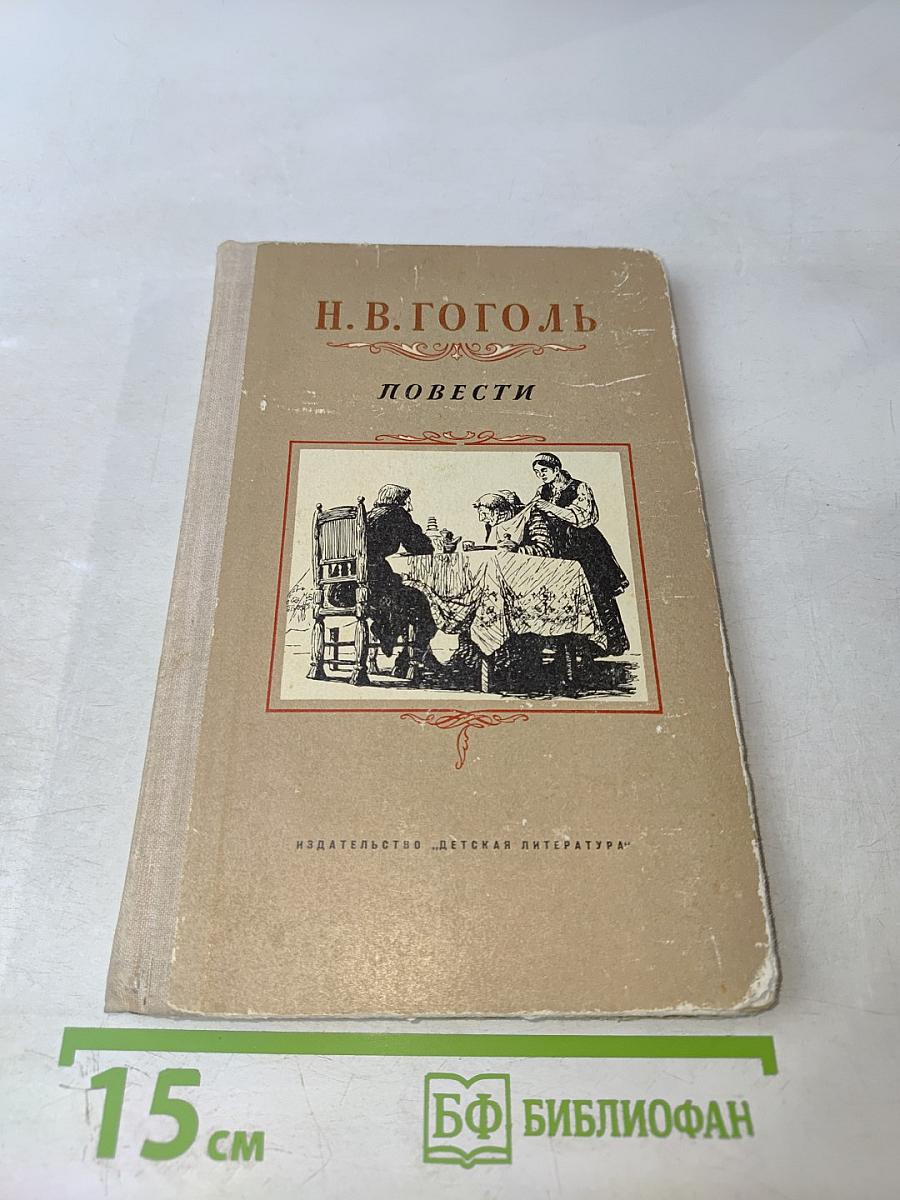 Н. В. ГОГОЛЬ
ПОВЕСТИ
ИЗДАТЕЛЬСТВО „ДЕТСКАЯ ЛИТЕРАТУРА“
15 см
БФ БИБЛИОФАН